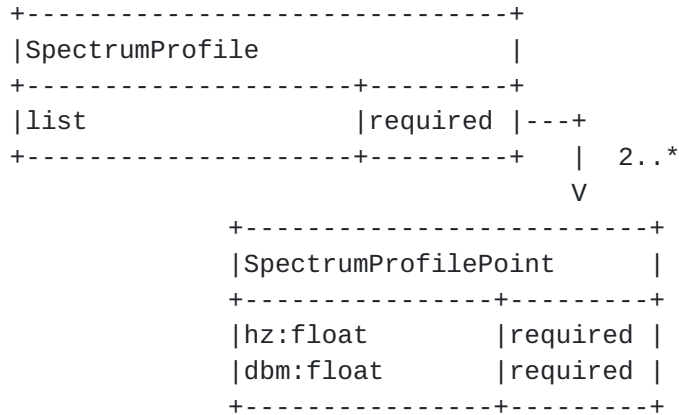 +-------------------------------+
|SpectrumProfile                |
+---------------------+---------+
|list                 |required |---+
+---------------------+---------+   |  2..*
                                    V
              +---------------------------+
              |SpectrumProfilePoint       |
              +-----------------+---------+
              |hz:float         |required |
              |dbm:float        |required |
              +-----------------+---------+